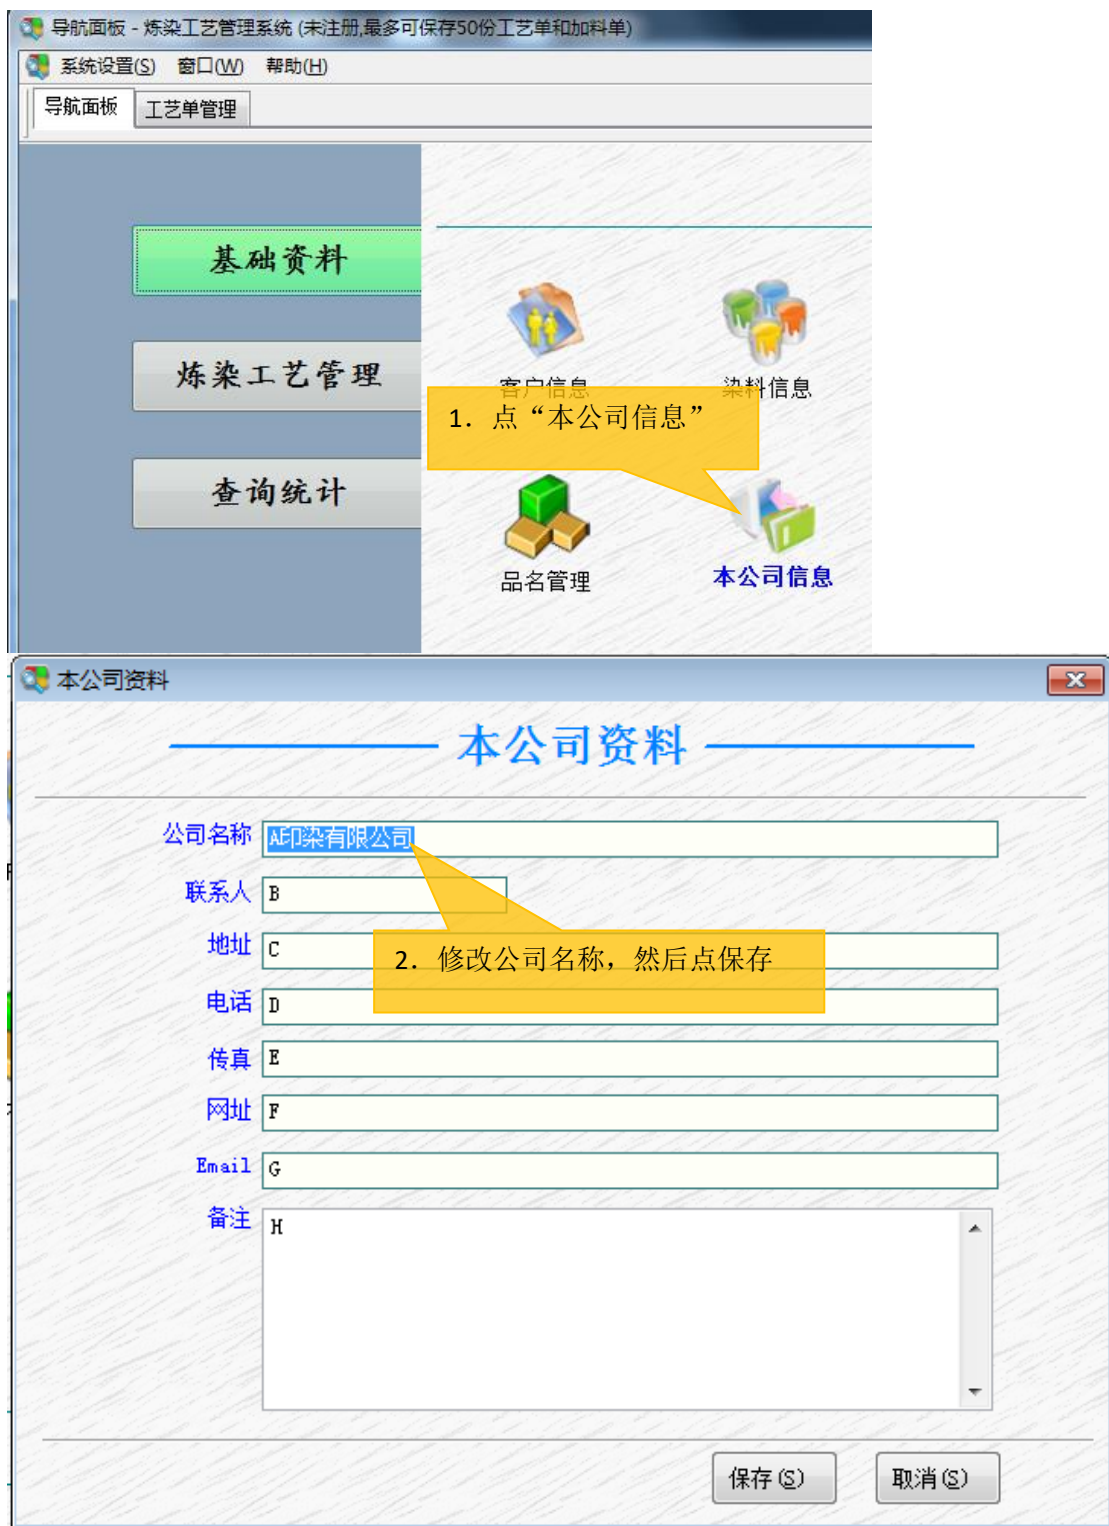 导航面板 - 炼染工艺管理系统 (未注册,最多可保存50份工艺单和加料单)
系统设置(S) 窗口(W) 帮助(H)
导航面板 工艺单管理
基础资料
客户信息 染料信息
炼染工艺管理
1. 点“本公司信息”
查询统计
品名管理 本公司信息
本公司资料
本公司资料
公司名称 A印染有限公司
联系人 B
地址 C
2. 修改公司名称，然后点保存
电话 D
传真 E
网址 F
Email G
备注 H
保存(S) 取消(S)